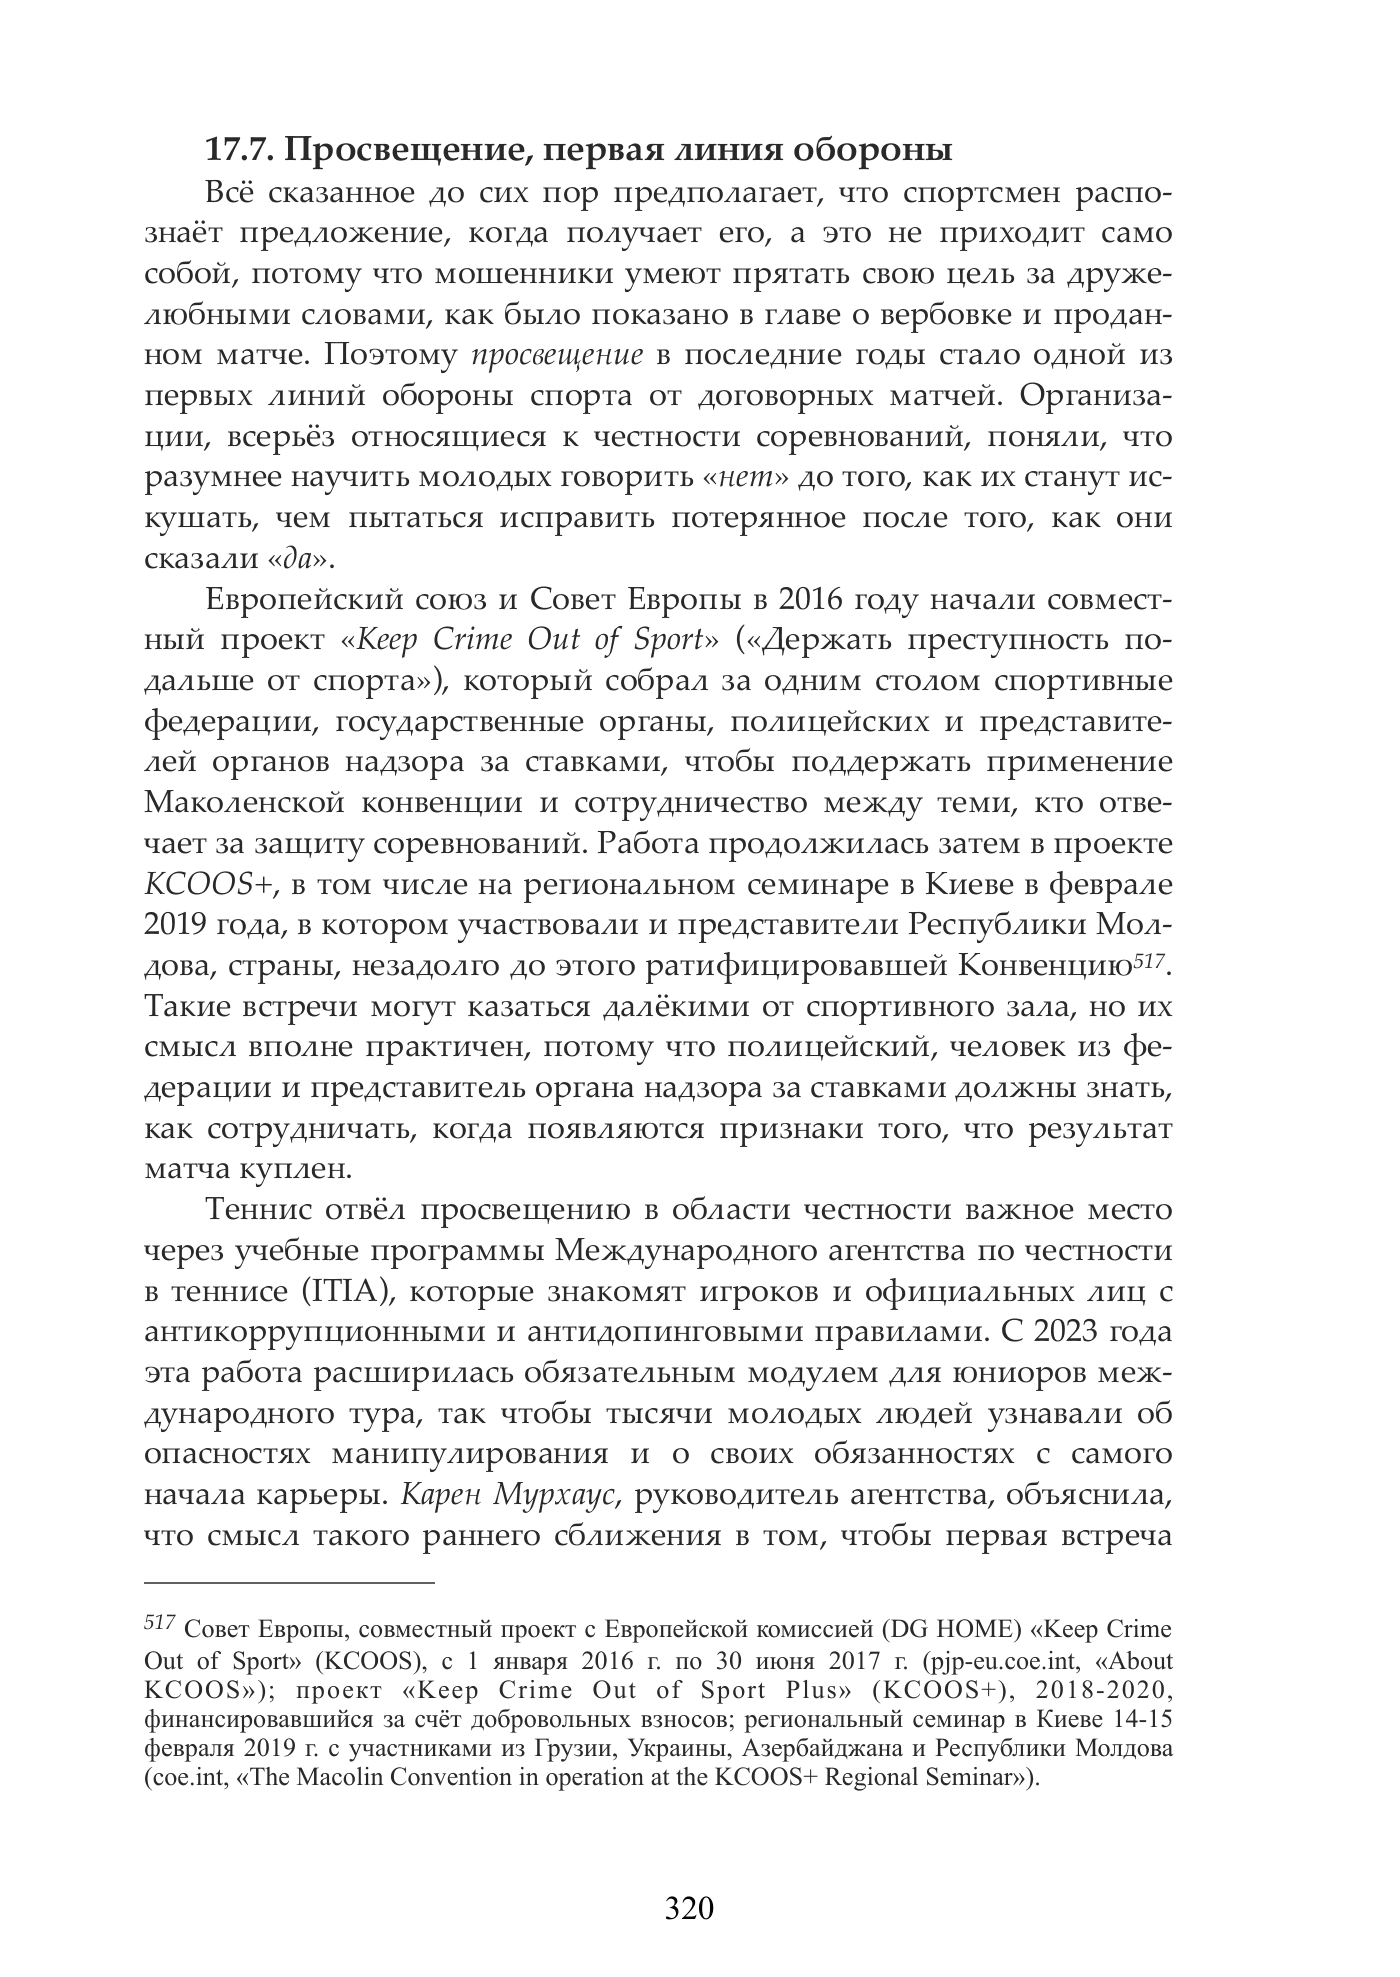 17.7. Просвещение, первая линия обороны
Всё сказанное до сих пор предполагает, что спортсмен распо-
знаёт предложение, когда получает его, а это не приходит само
собой, потому что мошенники умеют прятать свою цель за друже-
любными словами, как было показано в главе о вербовке и продан-
ном матче. Поэтому просвещение в последние годы стало одной из
первых линий обороны спорта от договорных матчей. Организа-
ции, всерьёз относящиеся к честности соревнований, поняли, что
разумнее научить молодых говорить «нет» до того, как их станут ис-
кушать, чем пытаться исправить потерянное после того, как они
сказали «да».
Европейский союз и Совет Европы в 2016 году начали совмест-
ный проект «Keep Crime Out of Sport» («Держать преступность по-
дальше от спорта»), который собрал за одним столом спортивные
федерации, государственные органы, полицейских и представите-
лей органов надзора за ставками, чтобы поддержать применение
Маколенской конвенции и сотрудничество между теми, кто отве-
чает за защиту соревнований. Работа продолжилась затем в проекте
KCOOS+, в том числе на региональном семинаре в Киеве в феврале
2019 года, в котором участвовали и представители Республики Мол-
дова, страны, незадолго до этого ратифицировавшей Конвенцию517.
Такие встречи могут казаться далёкими от спортивного зала, но их
смысл вполне практичен, потому что полицейский, человек из фе-
дерации и представитель органа надзора за ставками должны знать,
как сотрудничать, когда появляются признаки того, что результат
матча куплен.
Теннис отвёл просвещению в области честности важное место
через учебные программы Международного агентства по честности
в теннисе (ITIA), которые знакомят игроков и официальных лиц с
антикоррупционными и антидопинговыми правилами. С 2023 года
эта работа расширилась обязательным модулем для юниоров меж-
дународного тура, так чтобы тысячи молодых людей узнавали об
опасностях манипулирования и о своих обязанностях с самого
начала карьеры. Карен Мурхаус, руководитель агентства, объяснила,
что смысл такого раннего сближения в том, чтобы первая встреча
517 Совет Европы, совместный проект с Европейской комиссией (DG HOME) «Keep Crime
Out of Sport» (KCOOS), с 1 января 2016 г. по 30 июня 2017 г. (pjp-eu.coe.int, «About
KCOOS»); проект «Keep Crime Out of Sport Plus» (KCOOS+), 2018-2020,
финансировавшийся за счёт добровольных взносов; региональный семинар в Киеве 14-15
февраля 2019 г. с участниками из Грузии, Украины, Азербайджана и Республики Молдова
(coe.int, «The Macolin Convention in operation at the KCOOS+ Regional Seminar»).
320